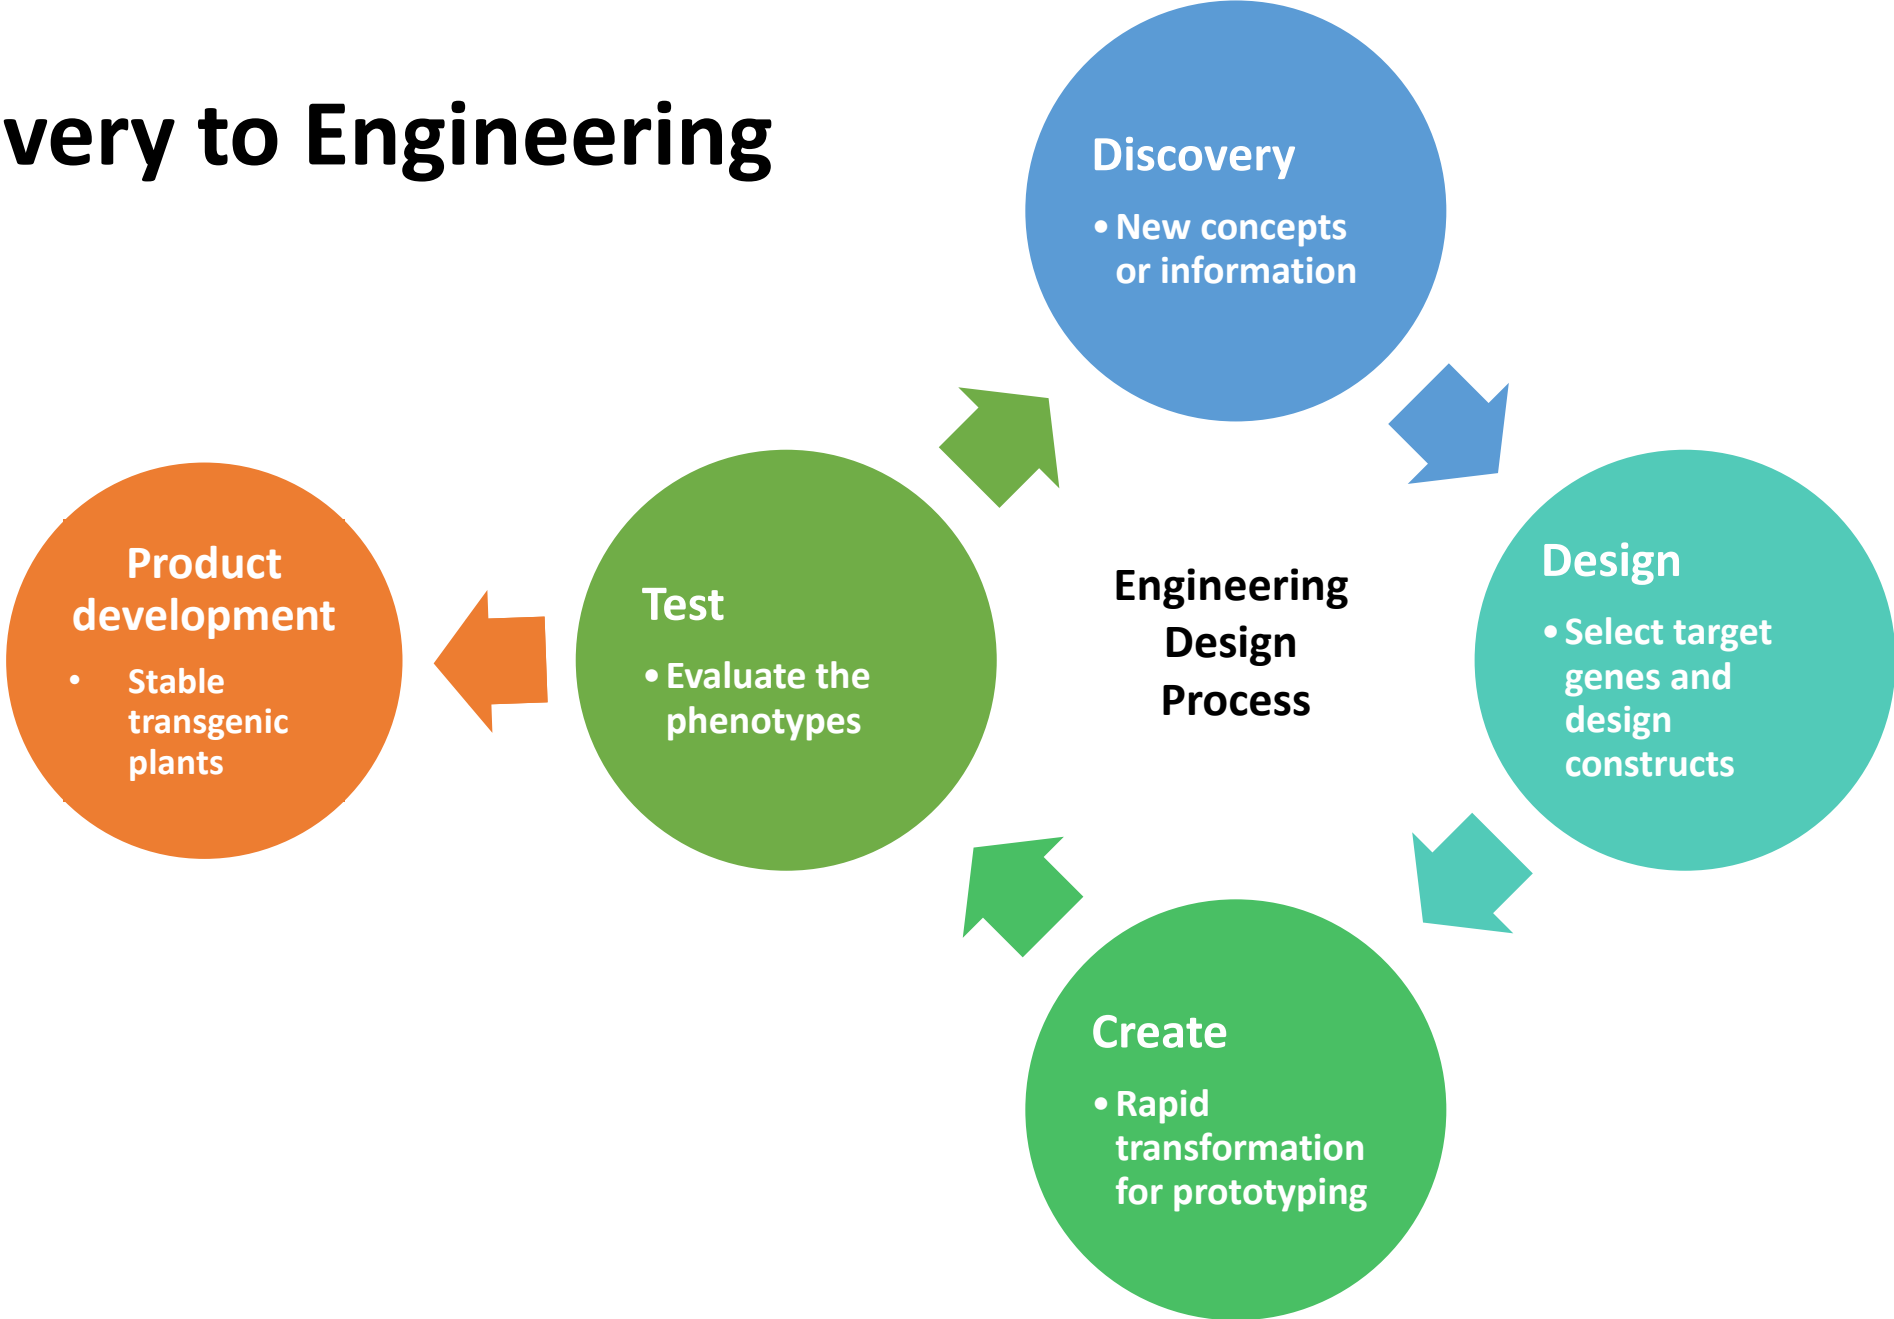 very to Engineering
Discovery
• New concepts
or information
Design
• Select target
genes and
design
constructs
Create
• Rapid
transformation
for prototyping
Test
• Evaluate the
phenotypes
Product
development
• Stable
transgenic
plants
Engineering
Design
Process